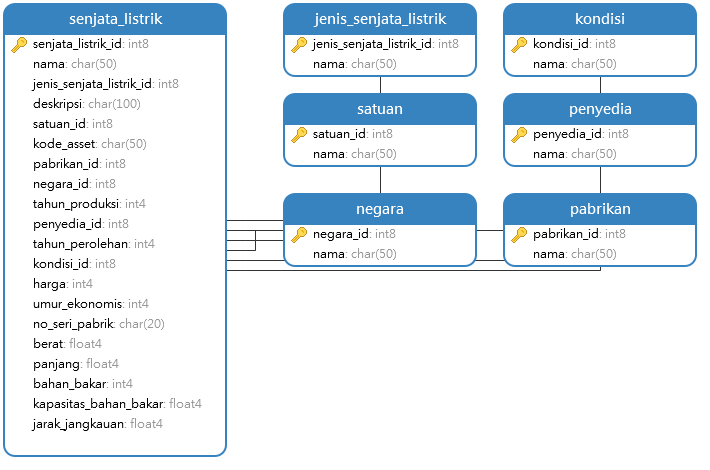 senjata_listrik
senjata_listrik_id: int8
nama: char(50)
jenis_senjata_listrik_id: int8
deskripsi: char(100)
satuan_id: int8
kode_asset: char(50)
pabrikan_id: int8
negara_id: int8
tahun_produksi: int4
penyedia_id: int8
tahun_perolehan: int4
kondisi_id: int8
harga: int4
umur_ekonomis: int4
no_seri_pabrik: char(20)
berat: float4
panjang: float4
bahan_bakar: int4
kapasitas_bahan_bakar: float4
jarak_jangkauan: float4
jenis_senjata_listrik
jenis_senjata_listrik_id: int8
nama: char(50)
satuan
satuan_id: int8
nama: char(50)
negara
negara_id: int8
nama: char(50)
kondisi
kondisi_id: int8
nama: char(50)
penyedia
penyedia_id: int8
nama: char(50)
pabrikan
pabrikan_id: int8
nama: char(50)